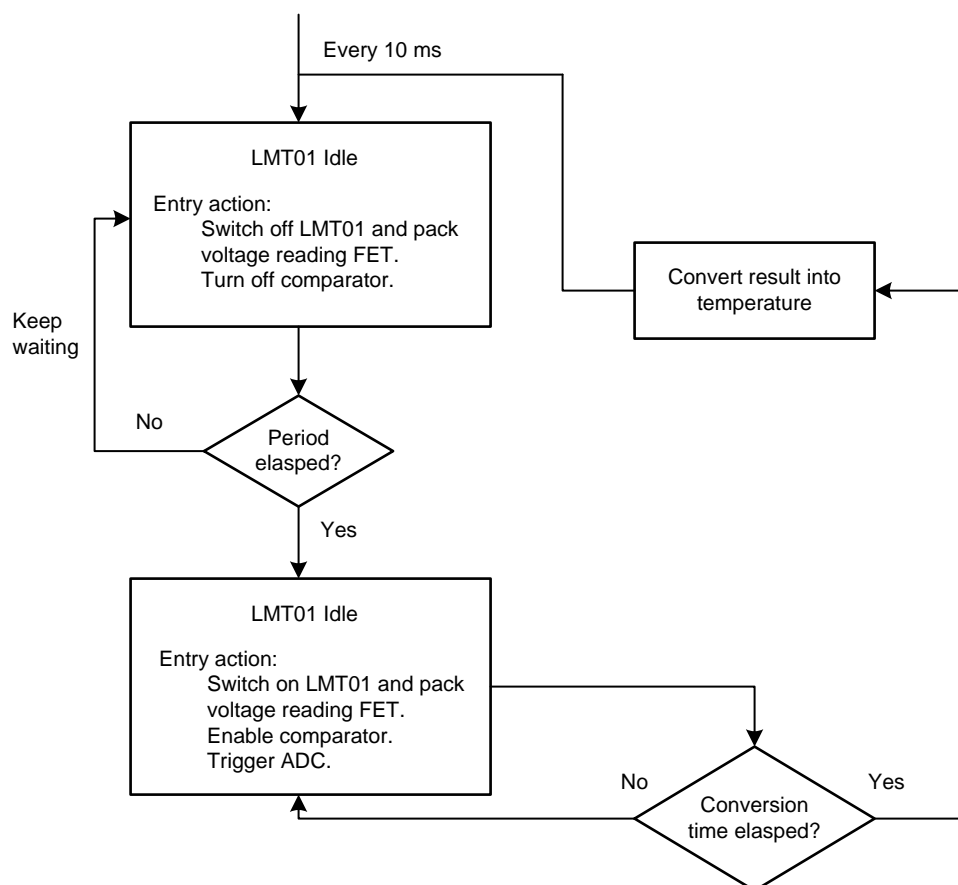 Every 10 ms
LMT01 Idle
Entry action:
Switch off LMT01 and pack
voltage reading FET.
Turn off comparator.
Convert result into
temperature
Keep
waiting
No
Period
elasped?
Yes
LMT01 Idle
Entry action:
Switch on LMT01 and pack
voltage reading FET.
Enable comparator.
Trigger ADC.
No
Yes
Conversion
time elasped?